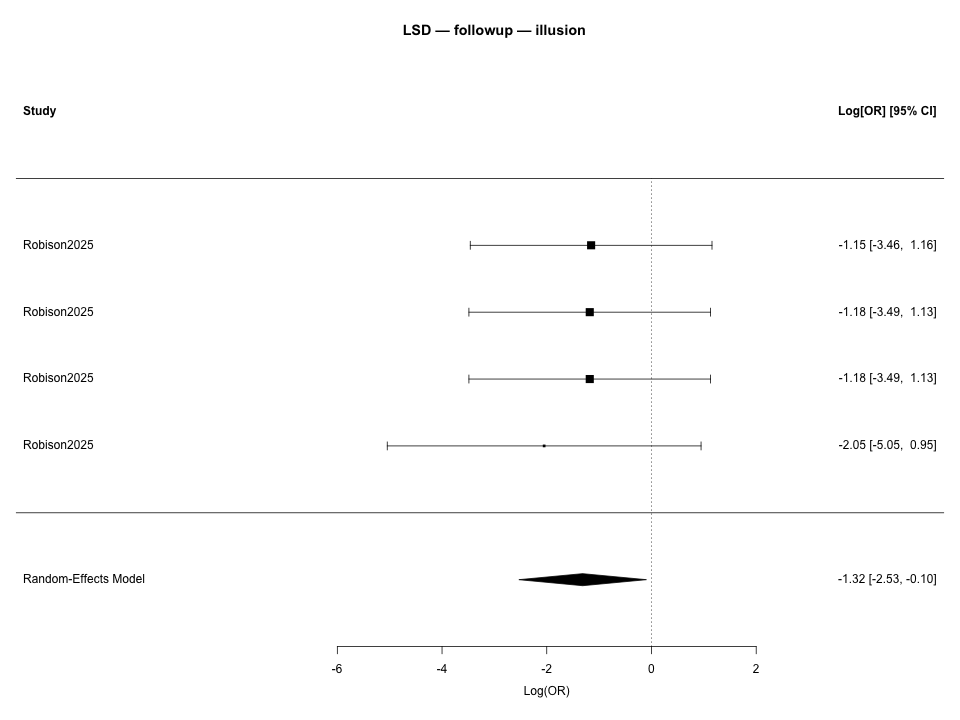 LSD — followup — illusion
Study Log[OR] [95% CI]
Robison2025 -1.15 [-3.46, 1.16]
Robison2025 -1.18 [-3.49, 1.13]
Robison2025 -1.18 [-3.49, 1.13]
Robison2025 -2.05 [-5.05, 0.95]
Random-Effects Model -1.32 [-2.53, -0.10]
-6 -4 -2 0 2
Log(OR)